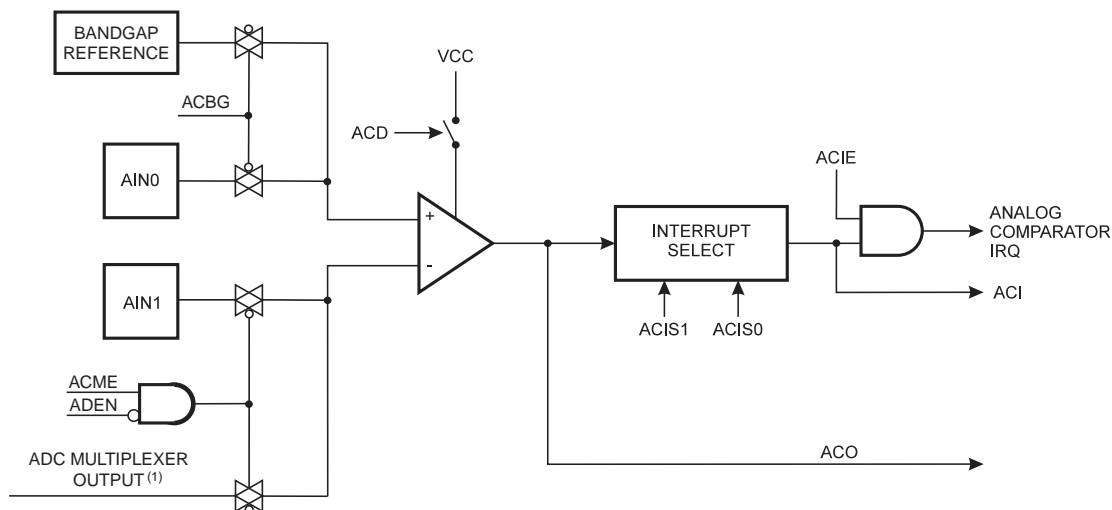 BANDGAP
REFERENCE
VCC
ACBG
ACD
ACIE
AIN0
+
-
INTERRUPT
SELECT
ANALOG
COMPARATOR
IRQ
ACI
AIN1
ACIS1
ACIS0
ACME
ADEN
ADC MULTIPLEXER
OUTPUT (1)
ACO